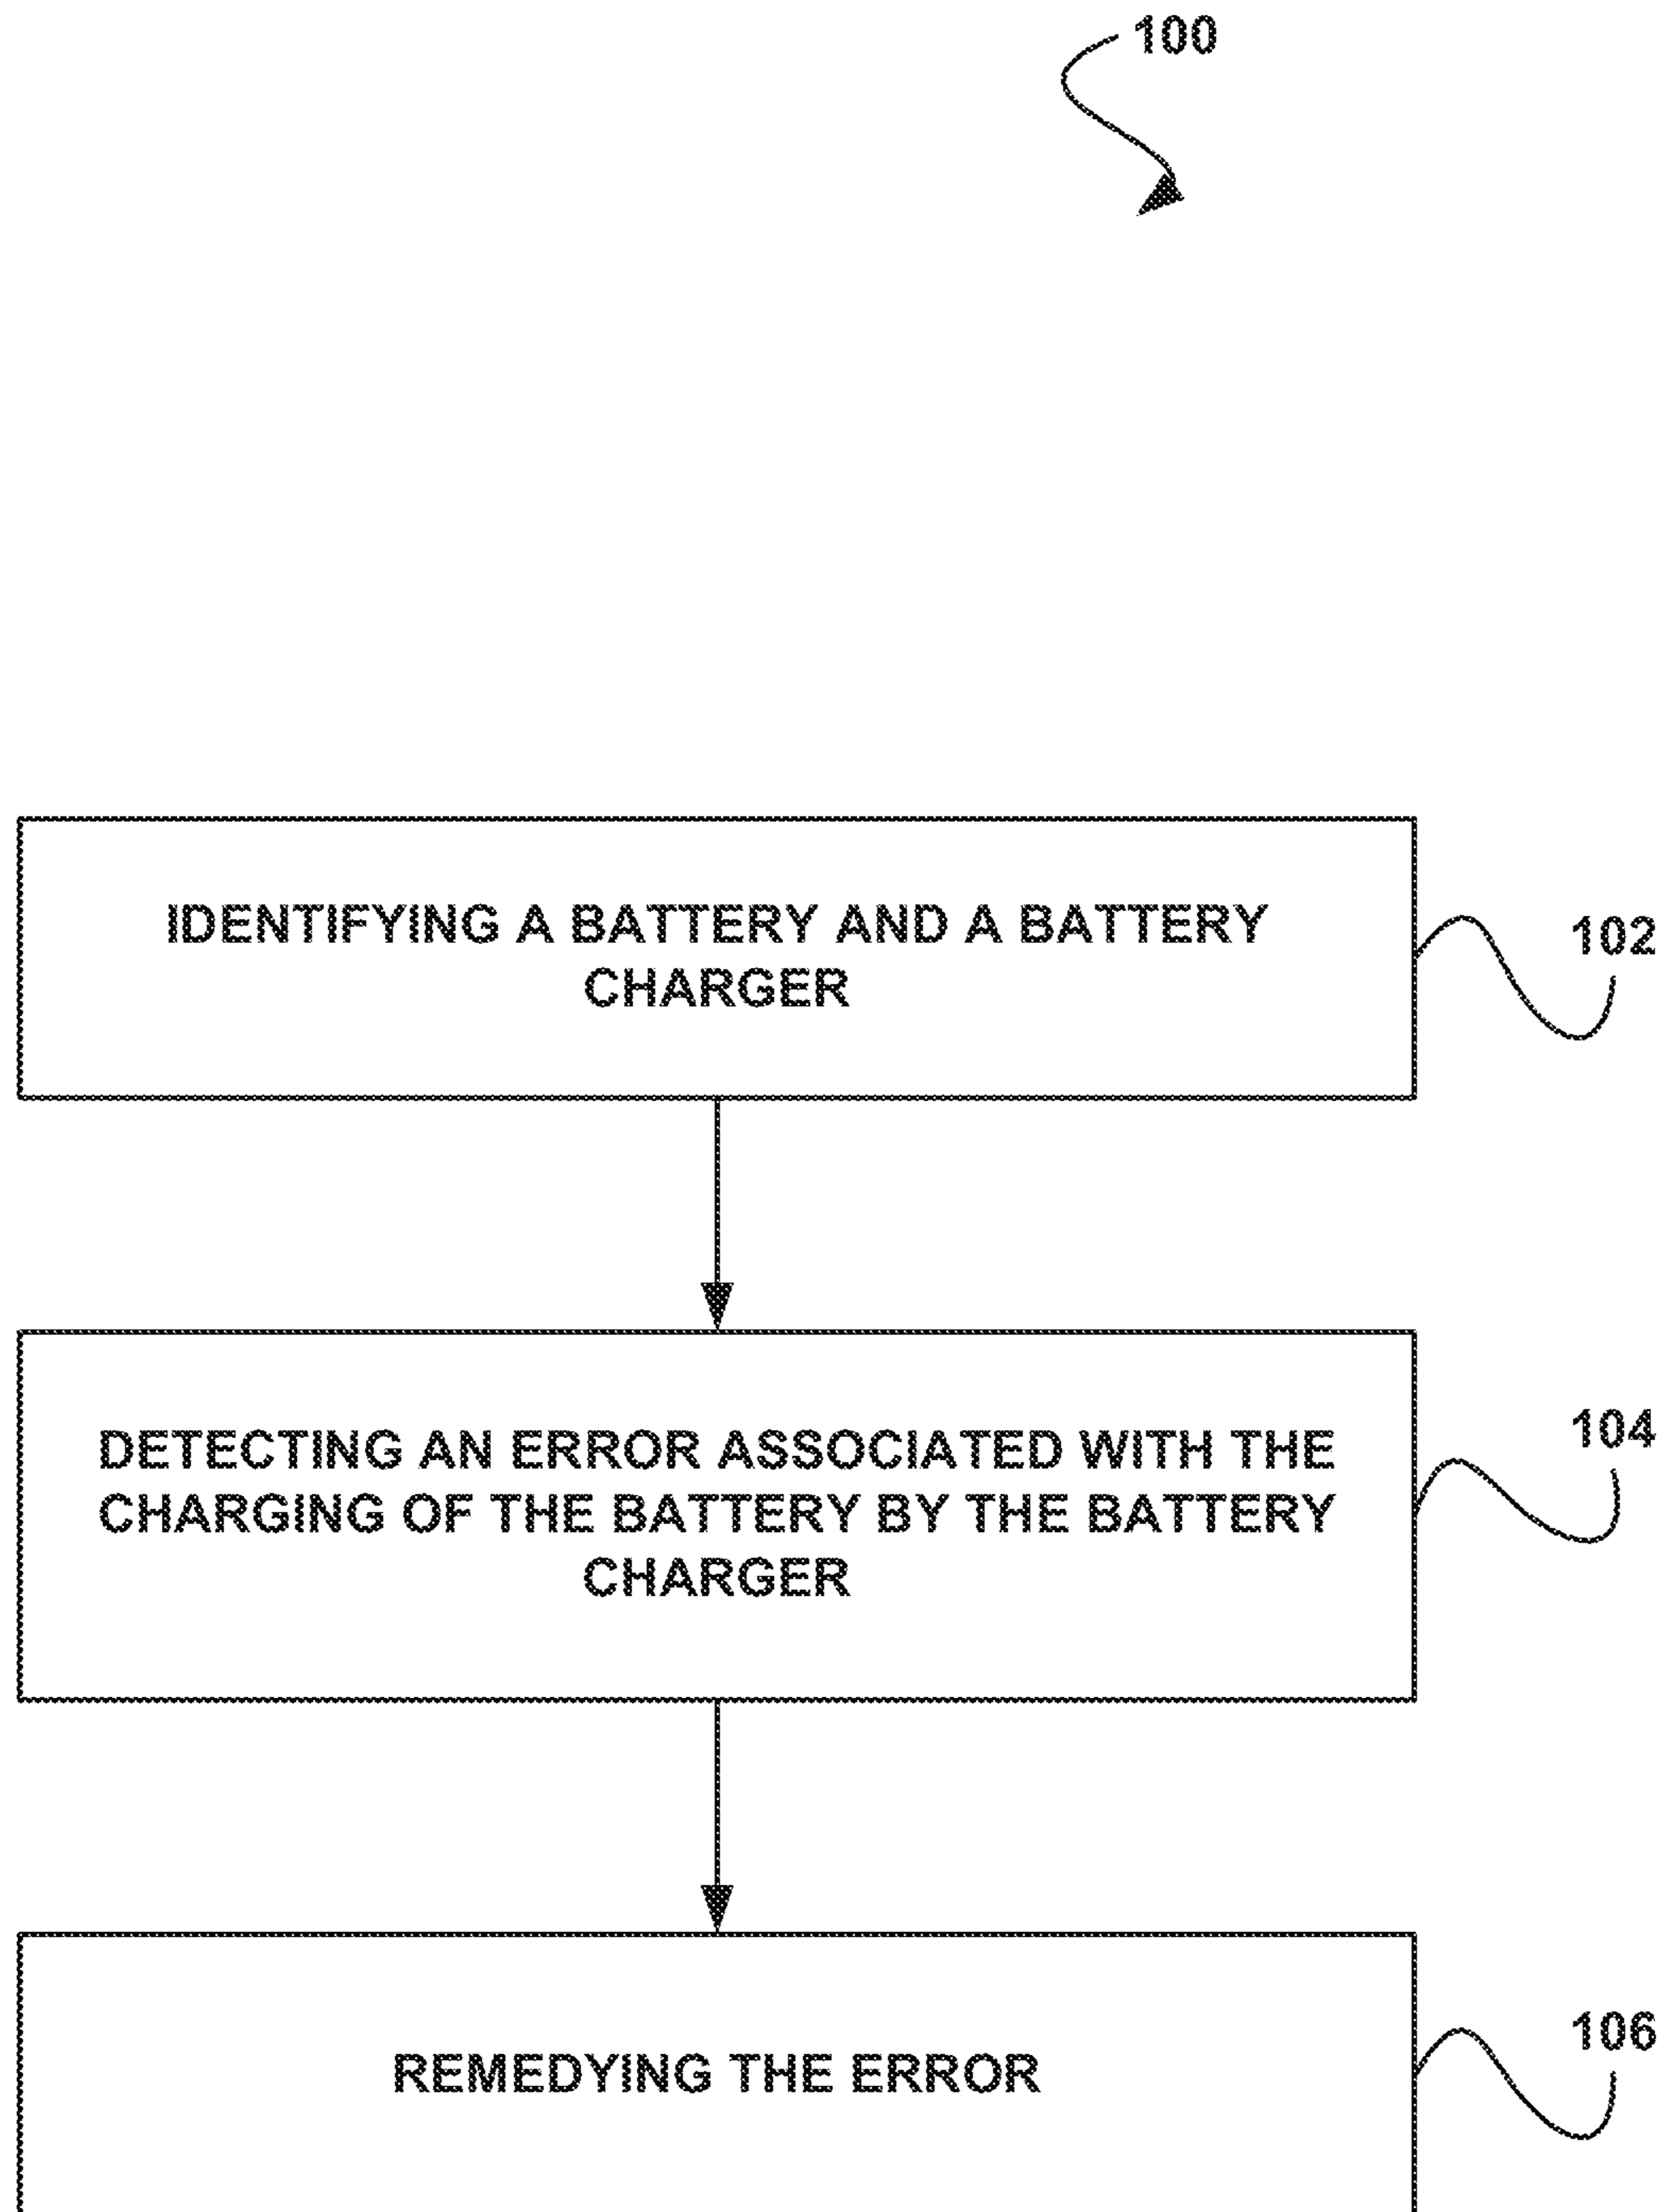 100
IDENTIFYING A BATTERY AND A BATTERY
CHARGER
102
DETECTING AN ERROR ASSOCIATED WITH THE
CHARGING OF THE BATTERY BY THE BATTERY
CHARGER
104
REMEDYING THE ERROR
106